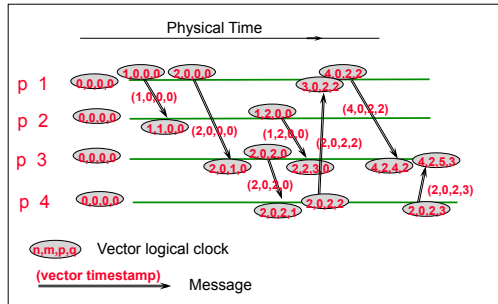 Physical Time
1,0,0,0 2,0,0,0 4,0,2,2
p 1 0,0,0,0 3,0,2,2
(1,0,0,0) (4,0,2,2)
p 2 0,0,0,0 1,2,0,0
1,1,0,0 (2,0,0,0) (1,2,0,0) (2,0,2,2)
2,0,2,0
p 3 0,0,0,0 2,0,1,0 2,2,3,0 4,2,4,2 4,2,5,3
(2,0,2,0) (2,0,2,3)
p 4 0,0,0,0 2,0,2,1 2,0,2,2 2,0,2,3
n,m,p,q Vector logical clock
(vector timestamp) Message